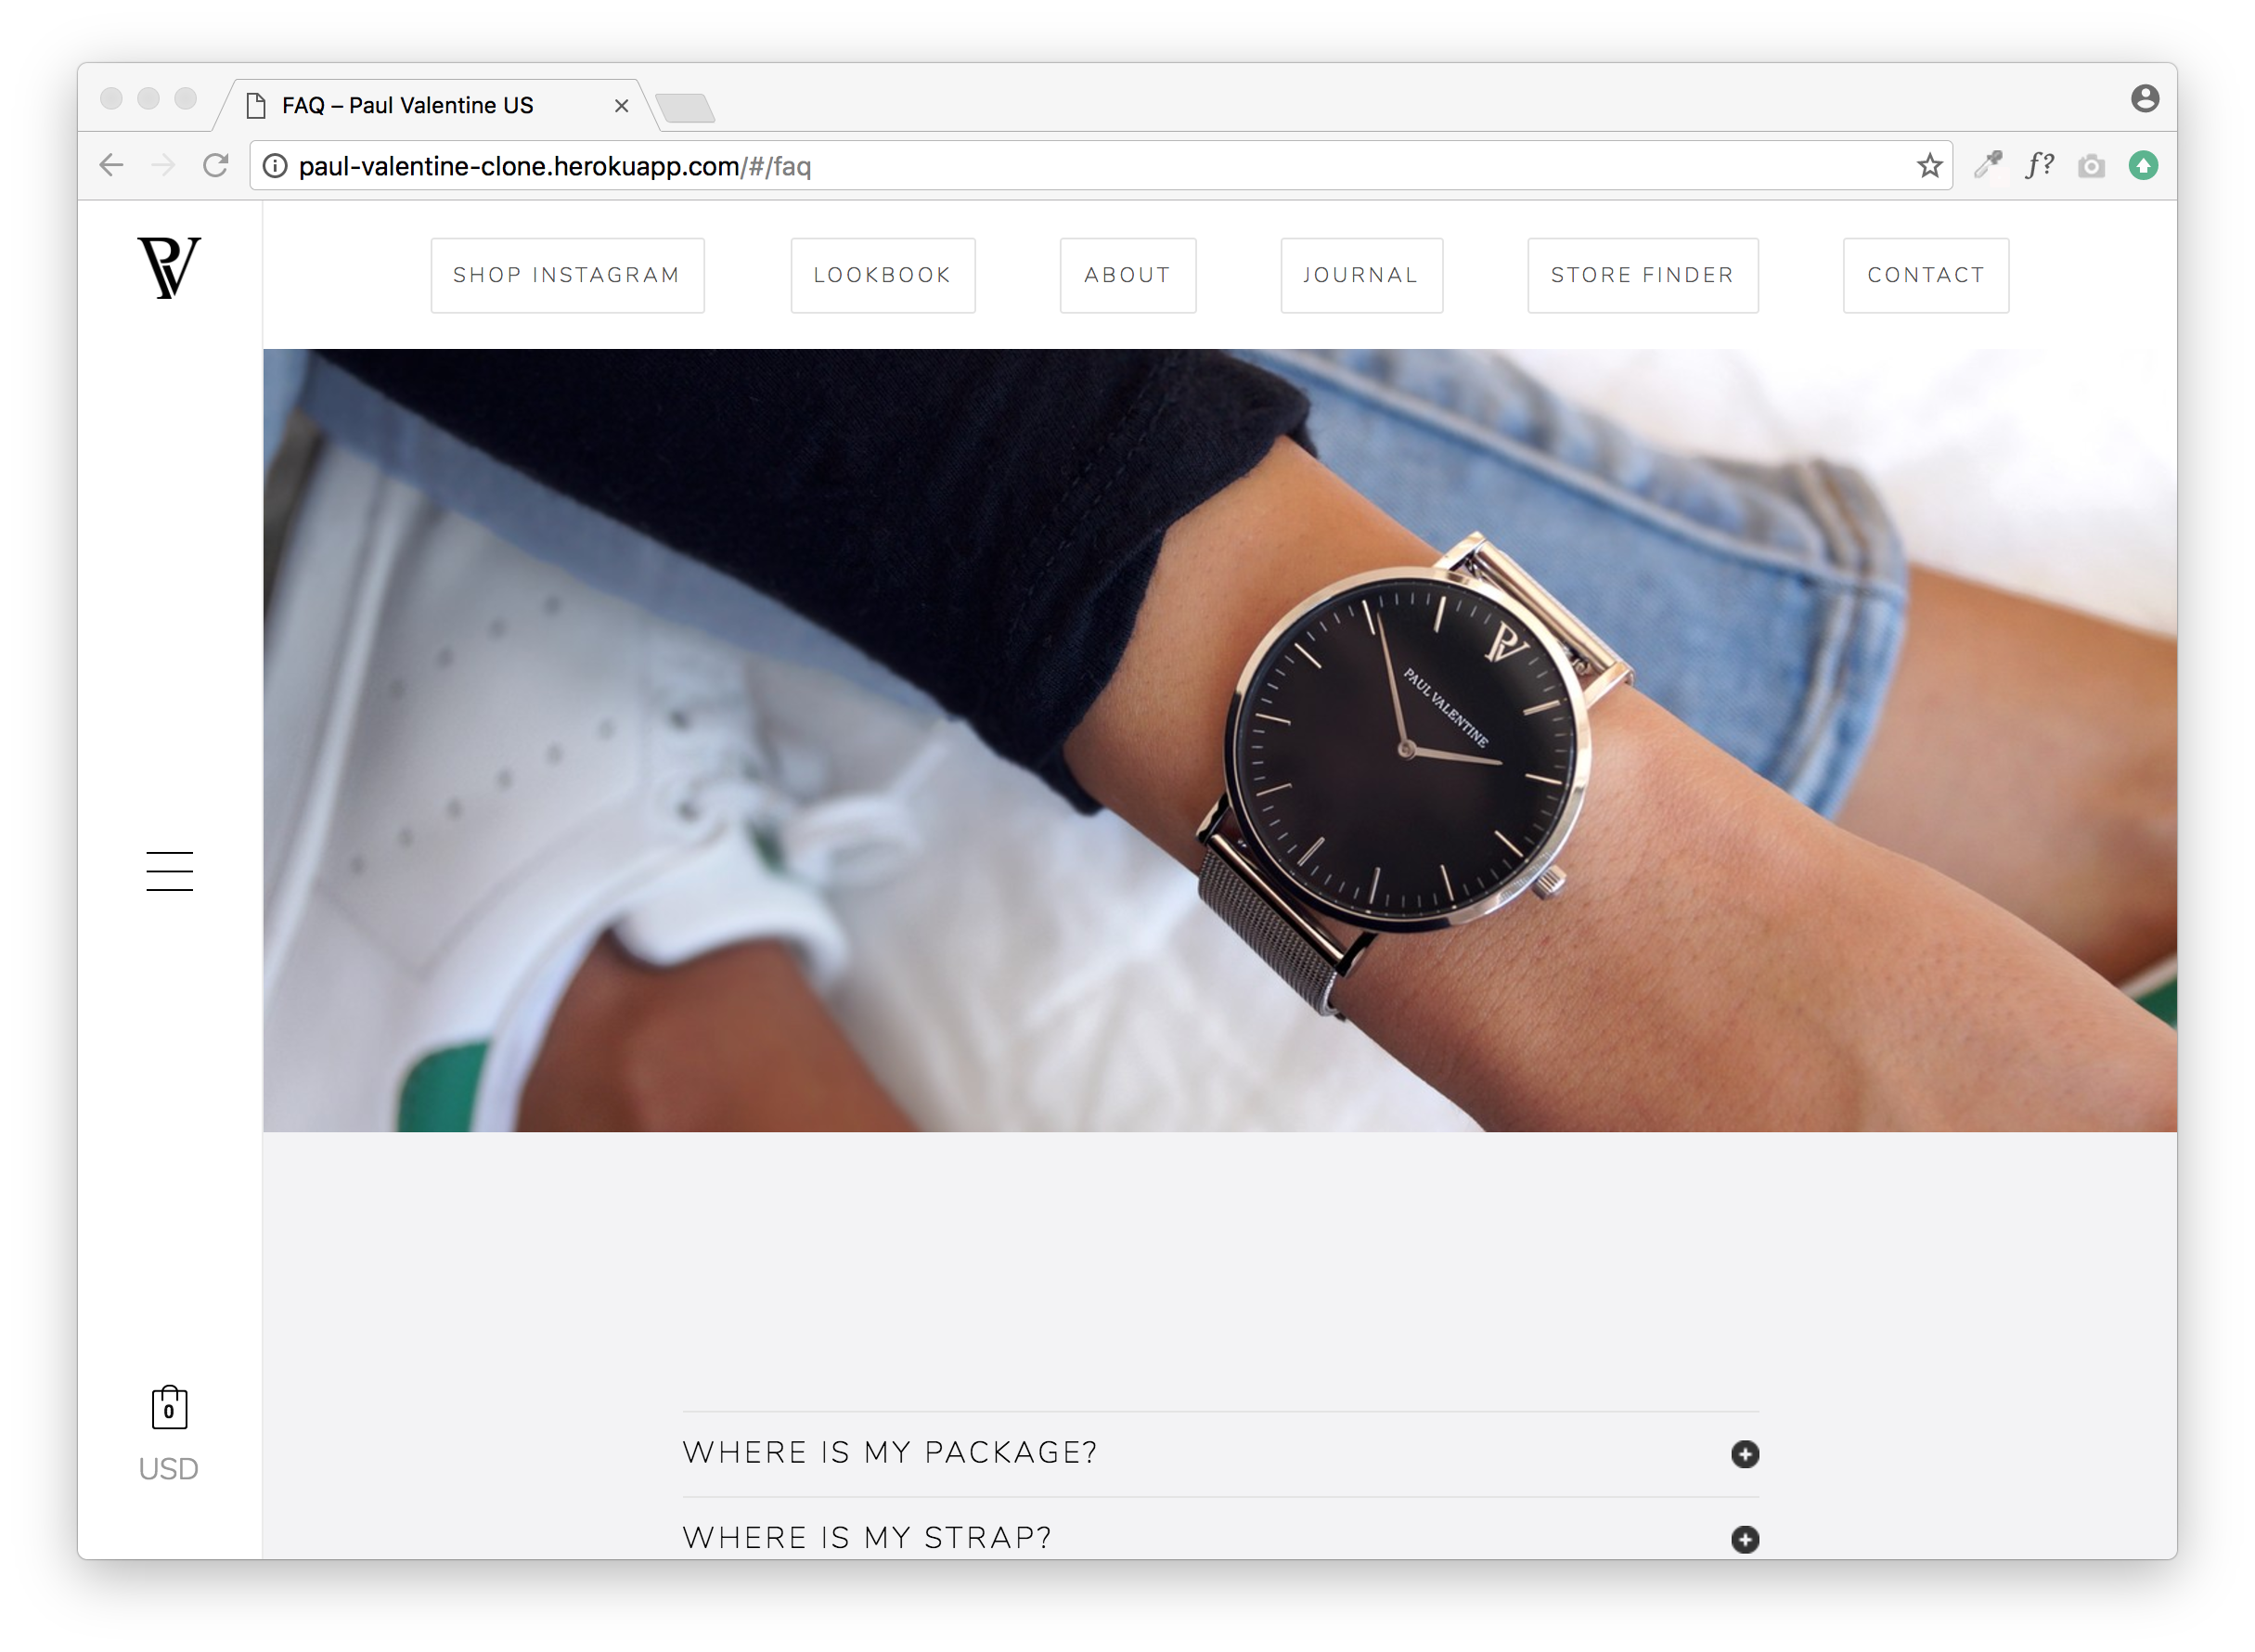 FAQ – Paul Valentine US
paul-valentine-clone.herokuapp.com/#/faq
f?
PV
SHOP INSTAGRAM
LOOKBOOK
ABOUT
JOURNAL
STORE FINDER
CONTACT
PV
PAUL VALENTINE
0
USD
WHERE IS MY PACKAGE?
WHERE IS MY STRAP?